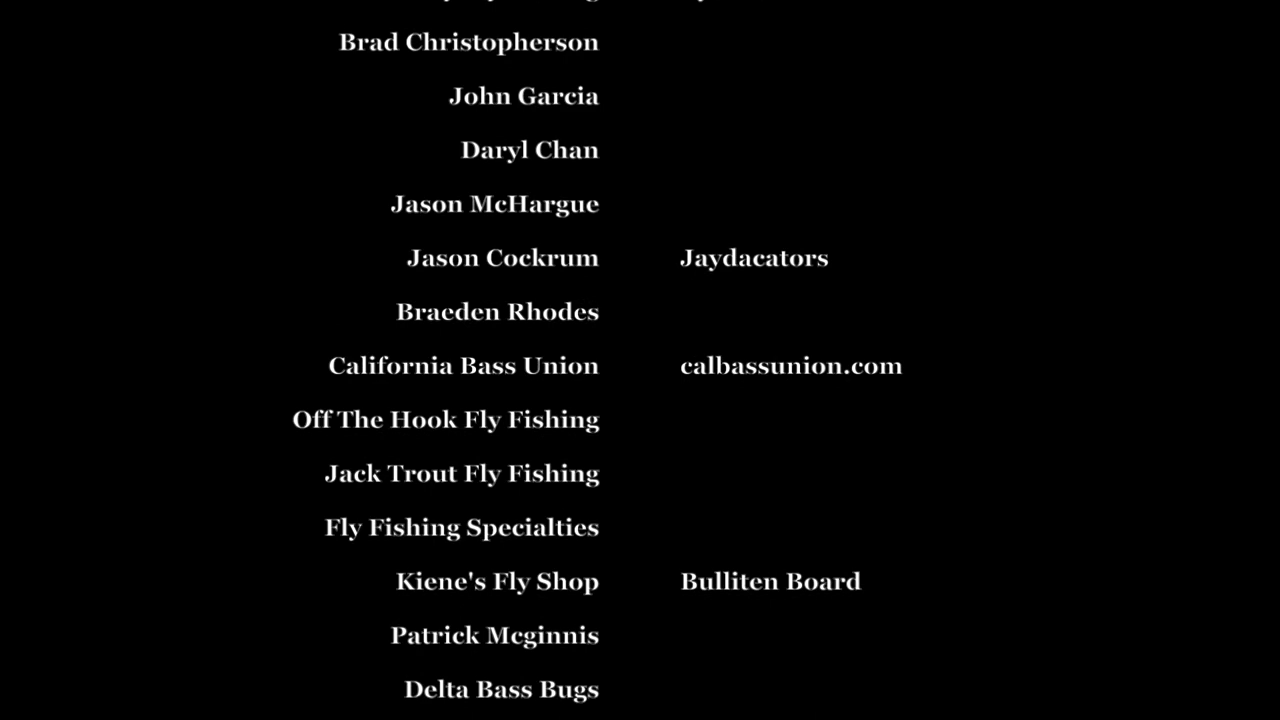 Brad Christopherson
John Garcia
Daryl Chan
Jason McHargue
Jason Cockrum Jaydacators
Braeden Rhodes
California Bass Union calbassunion.com
Off The Hook Fly Fishing
Jack Trout Fly Fishing
Fly Fishing Specialties
Kiene's Fly Shop Bulliten Board
Patrick Mcginnis
Delta Bass Bugs